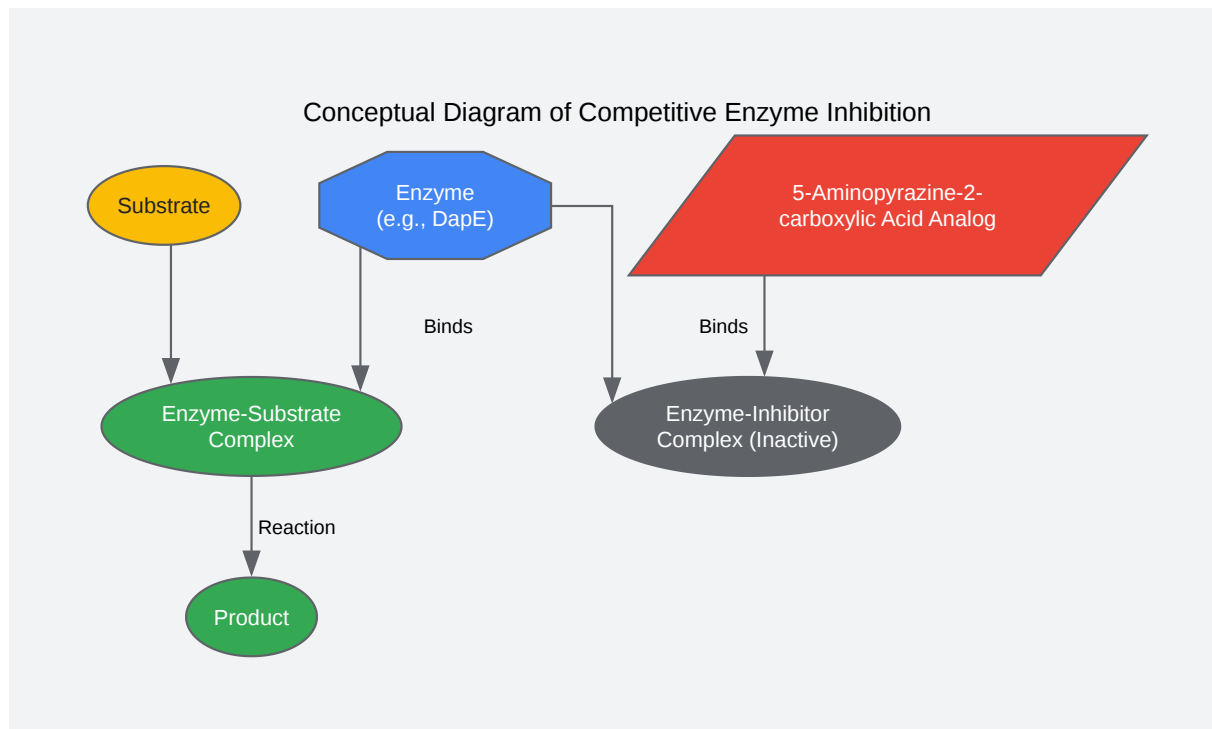 Conceptual Diagram of Competitive Enzyme Inhibition
Substrate
Enzyme
(e.g., DapE)
5-Aminopyrazine-2-
carboxylic Acid Analog
Binds
Binds
Enzyme-Substrate
Complex
Enzyme-Inhibitor
Complex (Inactive)
Reaction
Product